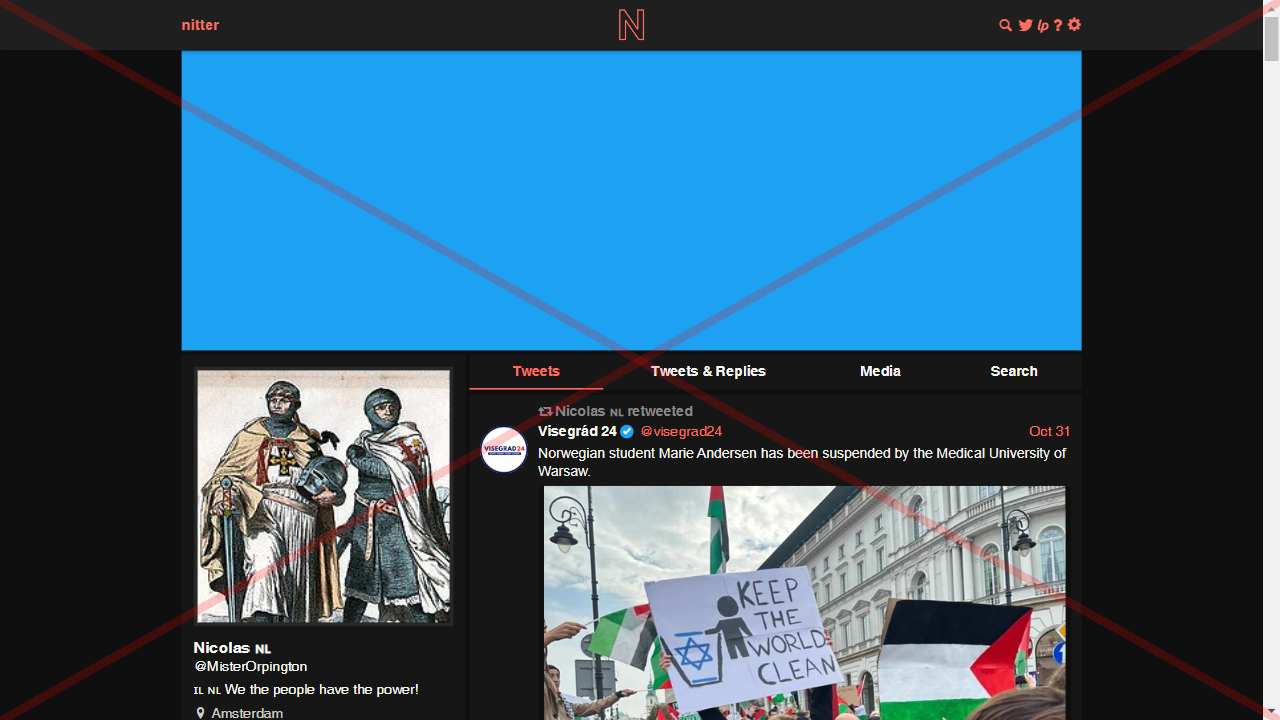 nitter
N
lp ?
Tweets
Tweets & Replies
Media
Search
Nicolas NL retweeted
Visegrád 24 @visegrad24 Oct 31
VISEGRAD24
Norwegian student Marie Andersen has been suspended by the Medical University of
Warsaw.
KEEP
THE
WORLD
CLEAN
Nicolas NL
@MisterOrpington
IL NL We the people have the power!
Amsterdam